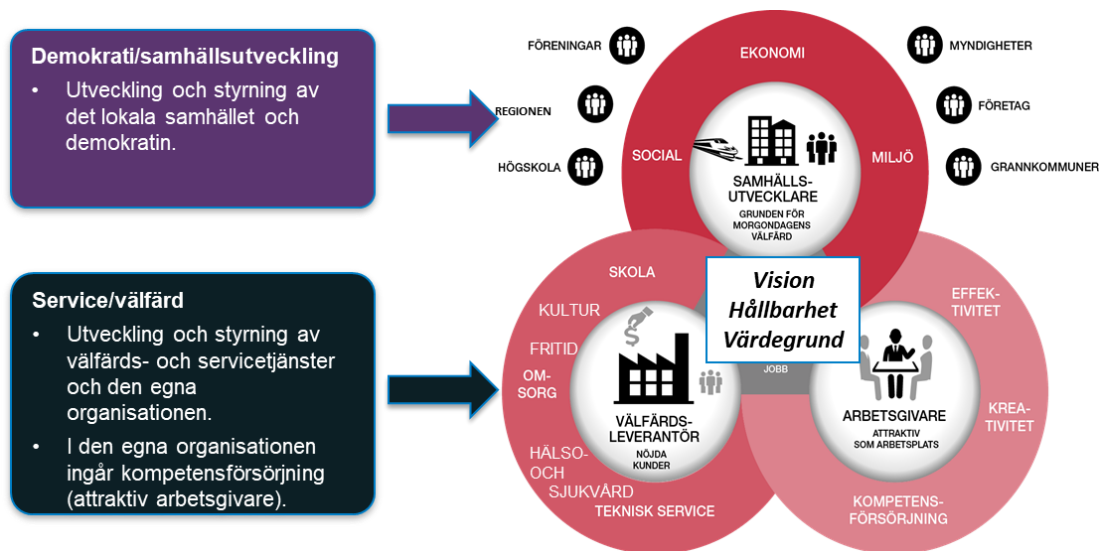 Demokrati/samhällsutveckling
• Utveckling och styrning av
det lokala samhället och
demokratin.
Service/välfärd
• Utveckling och styrning av
välfärds- och servicetjänster
och den egna
organisationen.
• I den egna organisationen
ingår kompetensförsörjning
(attraktiv arbetsgivare).
FÖRENINGAR
REGIONEN
HÖGSKOLA
EKONOMI
SOCIAL
MILJÖ
SAMHÄLLS-
UTVECKLARE
GRUNDEN FÖR
MORGONDAGENS
VÄLFÄRD
MYNDIGHETER
FÖRETAG
GRANNKOMMUNER
Vision
Hållbarhet
Värdegrund
JOBB
SKOLA
KULTUR
FRITID
OM-
SORG
HÄLSO-
OCH
SJUKVÅRD
TEKNISK SERVICE
$
VÄLFÄRDS-
LEVERANTÖR
NÖJDA
KUNDER
EFFEK-
TIVITET
KREA-
TIVITET
KOMPETENS-
FÖRSÖRJNING
ARBETSGIVARE
ATTRAKTIV
SOM ARBETSPLATS